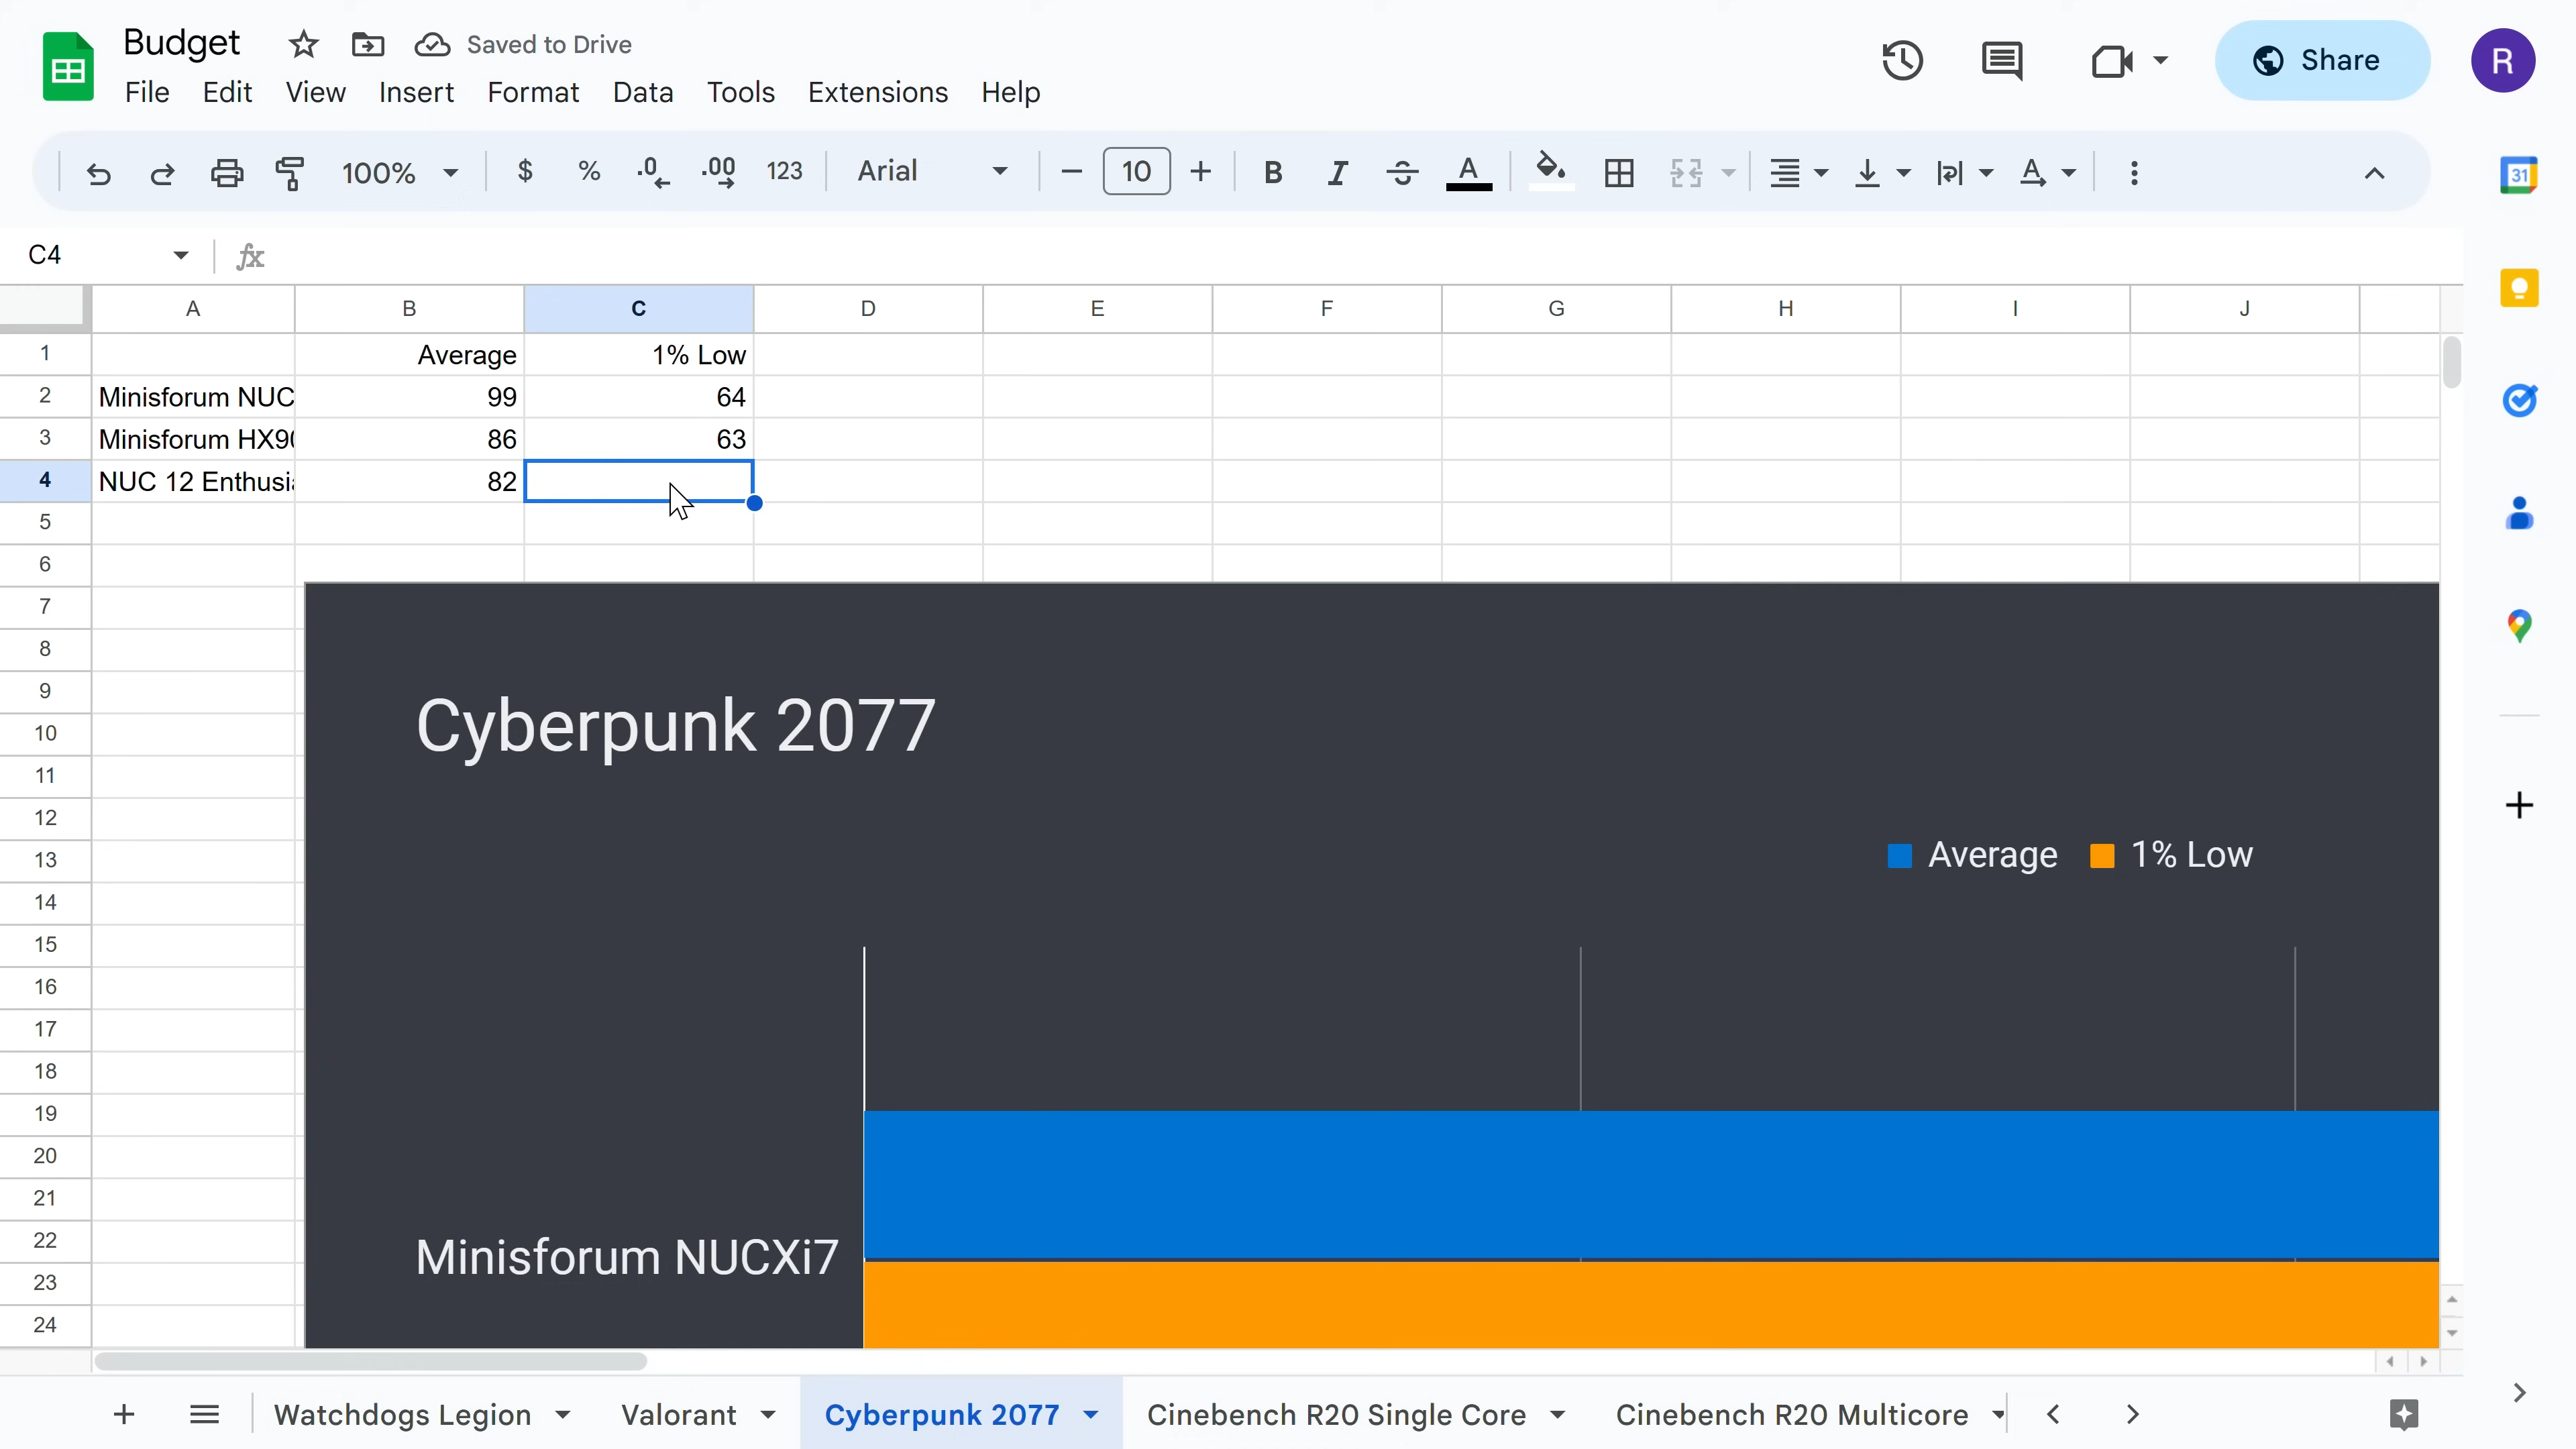 Budget Saved to Drive
File Edit View Insert Format Data Tools Extensions Help
Share R
100% $ % .0 .00 123 Arial 10 B I A A
31
C4 fx
A B C D E F G H I J
1 Average 1% Low
2 Minisforum NUC 99 64
3 Minisforum HX90 86 63
4 NUC 12 Enthusia 82
5
6
7
8
9
10
11
12
13
14
15
16
17
18
19
20
21
22
23
24
Cyberpunk 2077
Average 1% Low
Minisforum NUCXi7
Watchdogs Legion Valorant Cyberpunk 2077 Cinebench R20 Single Core Cinebench R20 Multicore